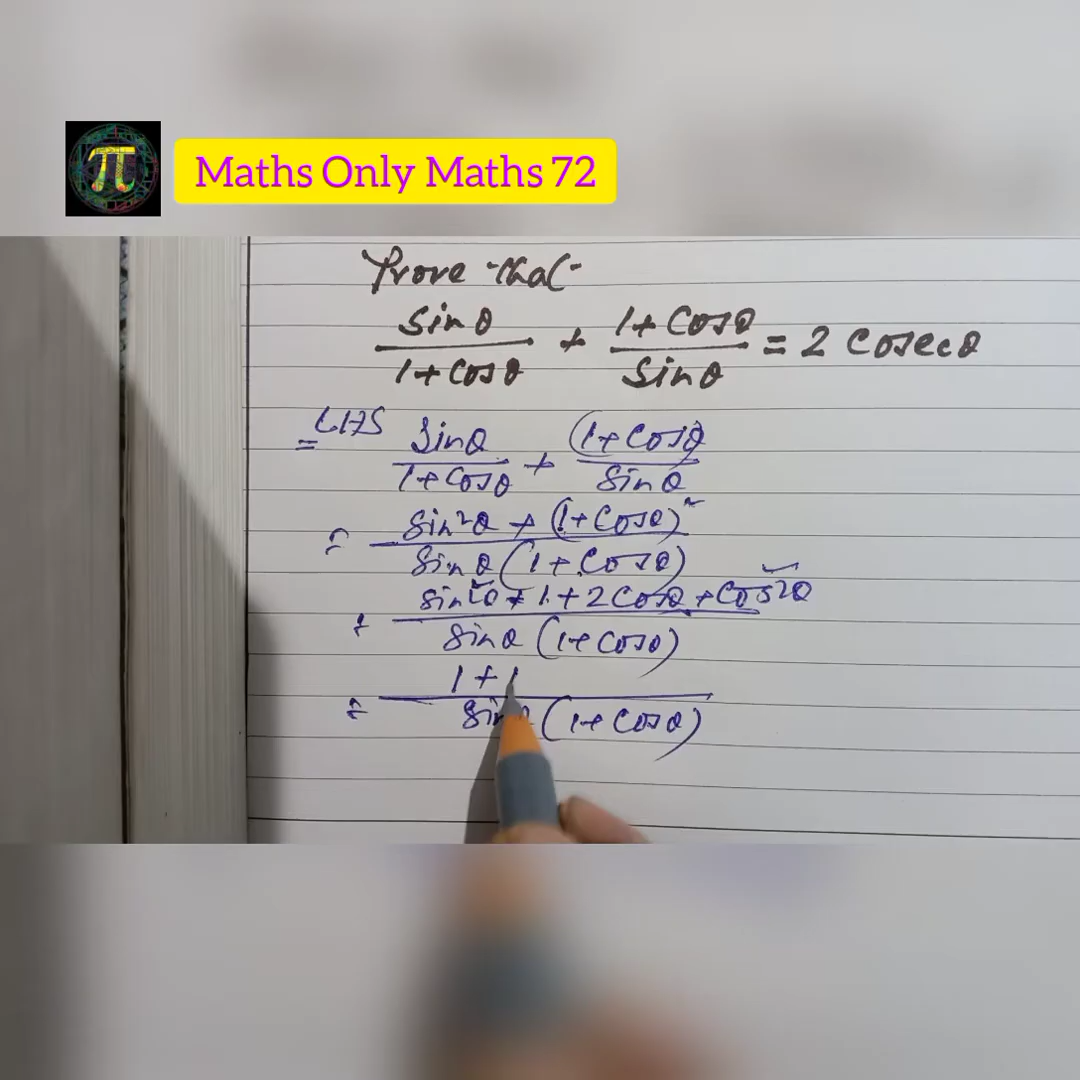 π
Maths Only Maths 72
Prove that
sinθ/1+cosθ + 1+cosθ/sinθ = 2 cosecθ
= LHS sinθ/1+cosθ + (1+cosθ)/sinθ
= sin²θ + (1+cosθ)²/sinθ(1+cosθ)
= sin²θ + 1 + 2cosθ + cos²θ/sinθ(1+cosθ)
= 1 + 1/sinθ(1+cosθ)